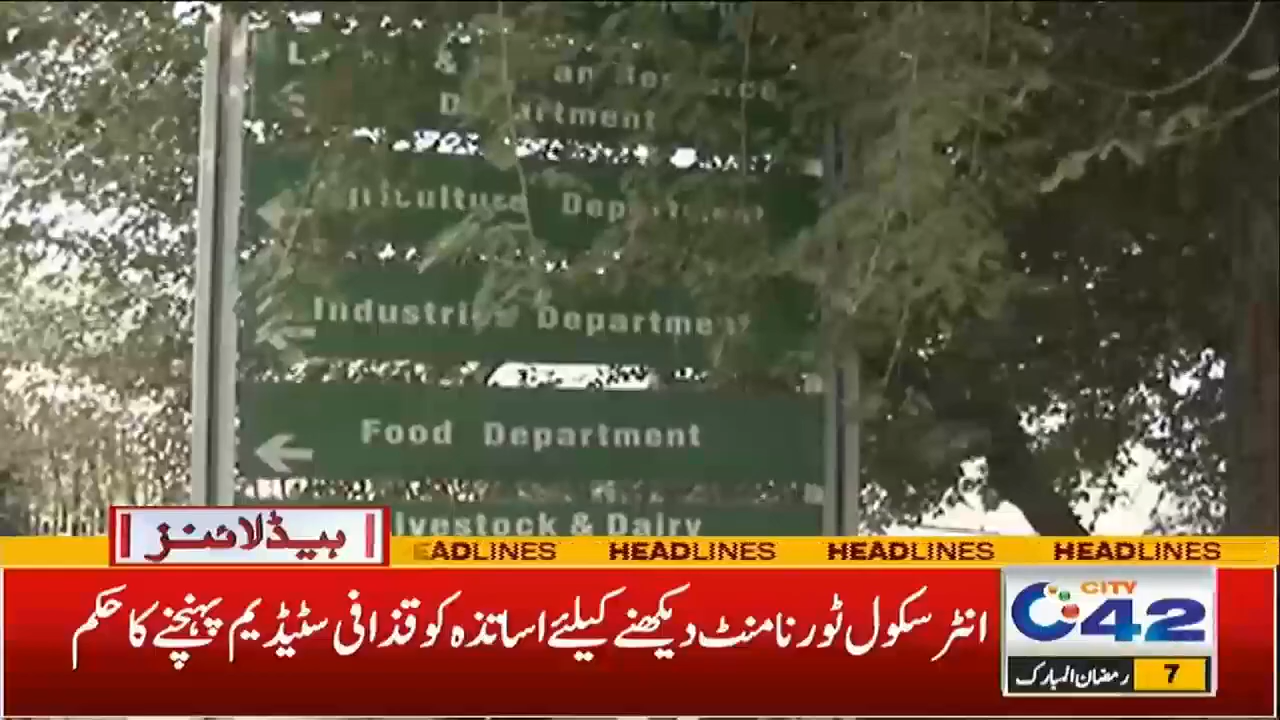 Department
Department
Industries Department
Food Department
Livestock & Dairy
ہیڈلائنز
HEADLINES HEADLINES HEADLINES
انٹر سکول ٹورنامنٹ دیکھنے کیلئے اساتذہ کو قذافی سٹیڈیم پہنچنے کا حکم
CITY
42
7 رمضان المبارک